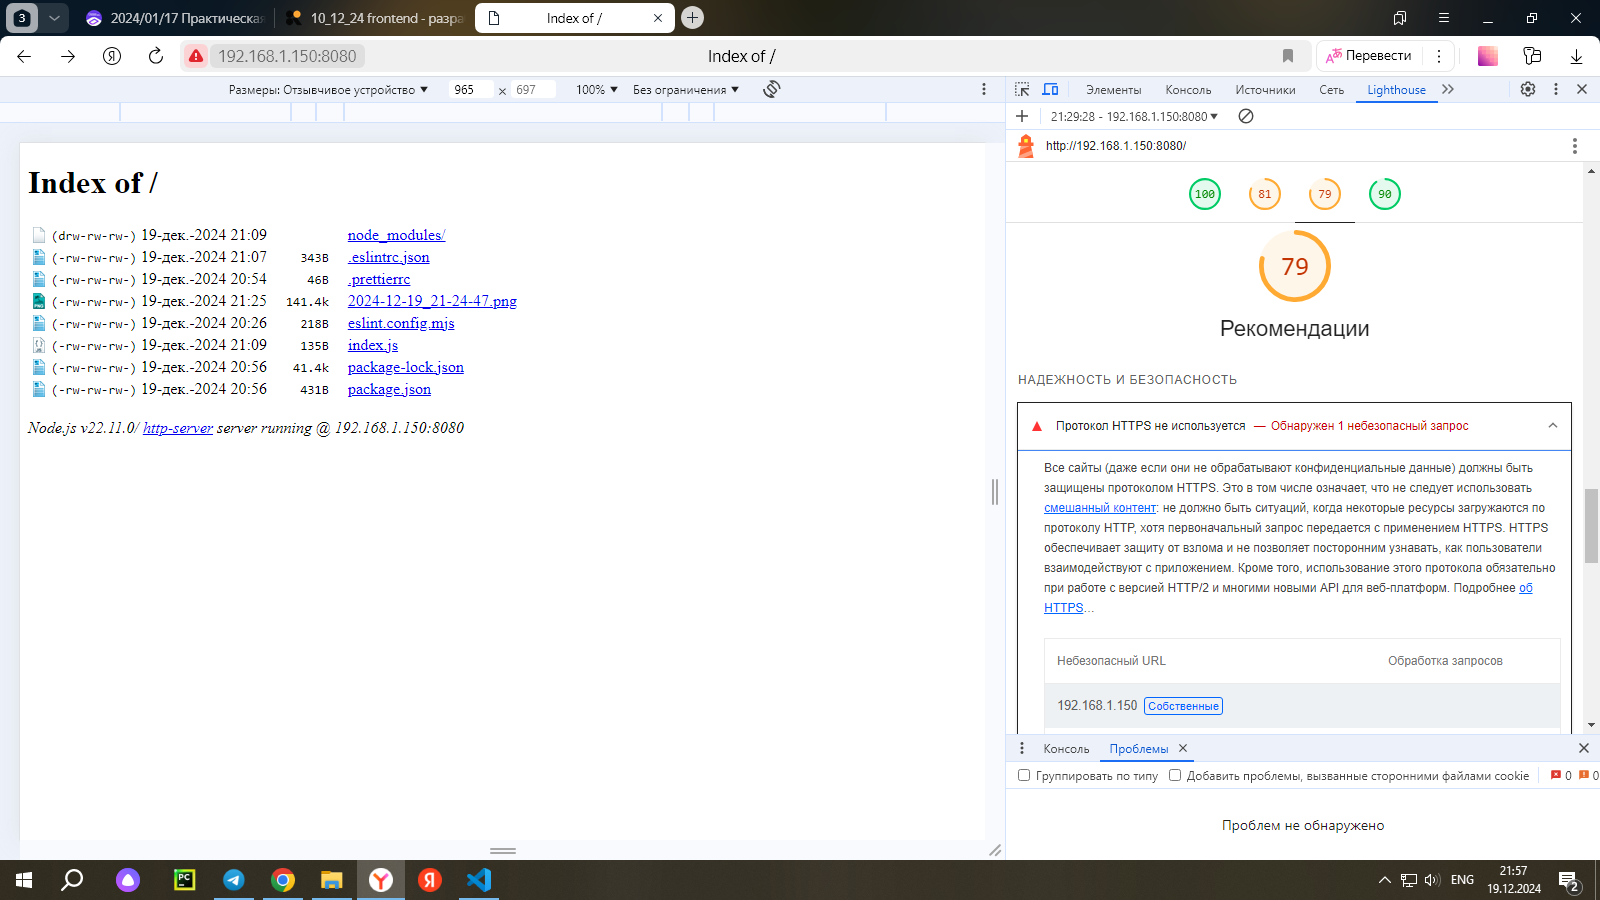 3
2024/01/17 Практическая
10_12_24 frontend - разра
Index of /
192.168.1.150:8080
Index of /
Перевести
Размеры: Отзывчивое устройство
965 × 697
100%
Без ограничения
Index of /
(drw-rw-rw-) 19-дек.-2024 21:09 node_modules/
(-rw-rw-rw-) 19-дек.-2024 21:07 343B .eslintrc.json
(-rw-rw-rw-) 19-дек.-2024 20:54 46B .prettierrc
(-rw-rw-rw-) 19-дек.-2024 21:25 141.4k 2024-12-19_21-24-47.png
(-rw-rw-rw-) 19-дек.-2024 20:26 218B eslint.config.mjs
(-rw-rw-rw-) 19-дек.-2024 21:09 135B index.js
(-rw-rw-rw-) 19-дек.-2024 20:56 41.4k package-lock.json
(-rw-rw-rw-) 19-дек.-2024 20:56 431B package.json
Node.js v22.11.0/ http-server server running @ 192.168.1.150:8080
Элементы Консоль Источники Сеть Lighthouse
21:29:28 - 192.168.1.150:8080
http://192.168.1.150:8080/
100 81 79 90
79
Рекомендации
НАДЕЖНОСТЬ И БЕЗОПАСНОСТЬ
Протокол HTTPS не используется — Обнаружен 1 небезопасный запрос
Все сайты (даже если они не обрабатывают конфиденциальные данные) должны быть
защищены протоколом HTTPS. Это в том числе означает, что не следует использовать
смешанный контент: не должно быть ситуаций, когда некоторые ресурсы загружаются по
протоколу HTTP, хотя первоначальный запрос передается с применением HTTPS. HTTPS
обеспечивает защиту от взлома и не позволяет посторонним узнавать, как пользователи
взаимодействуют с приложением. Кроме того, использование этого протокола обязательно
при работе с версией HTTP/2 и многими новыми API для веб-платформ. Подробнее об
HTTPS…
Небезопасный URL Обработка запросов
192.168.1.150 Собственные
Консоль Проблемы
Группировать по типу Добавить проблемы, вызванные сторонними файлами cookie 0 0
Проблем не обнаружено
ENG
21:57
19.12.2024
2